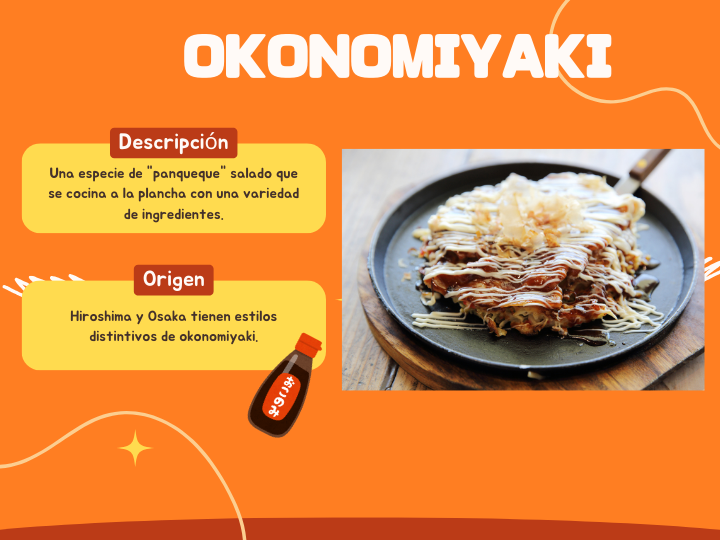 OKONOMIYAKI
Descripción
Una especie de "panqueque" salado que
se cocina a la plancha con una variedad
de ingredientes.
Origen
Hiroshima y Osaka tienen estilos
distintivos de okonomiyaki.